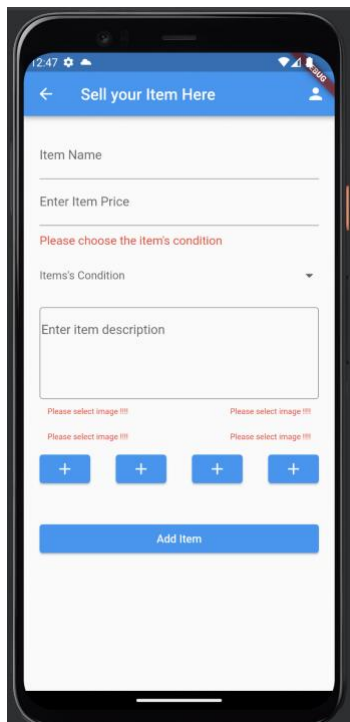 12:47
DEBUG
Sell your Item Here
Item Name
Enter Item Price
Please choose the item's condition
Items's Condition
Enter item description
Please select image !!!! Please select image !!!!
Please select image !!!! Please select image !!!!
+ + + +
Add Item